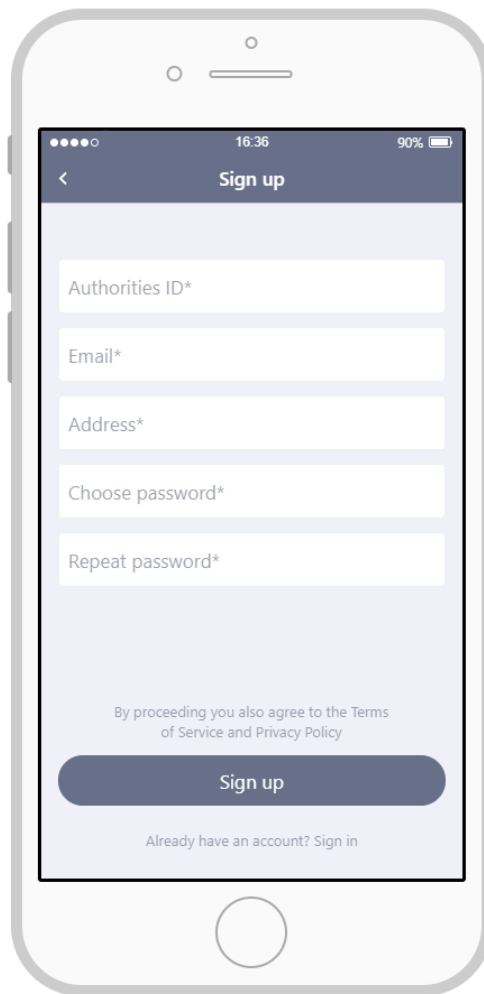 16:36
90%
Sign up
Authorities ID*
Email*
Address*
Choose password*
Repeat password*
By proceeding you also agree to the Terms
of Service and Privacy Policy
Sign up
Already have an account? Sign in